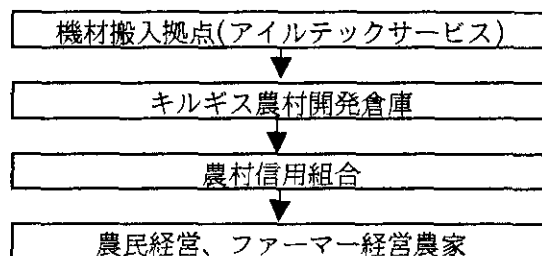 機材搬入拠点(アイルテックサービス)
キルギス農村開発倉庫
農村信用組合
農民経営、ファーマー経営農家